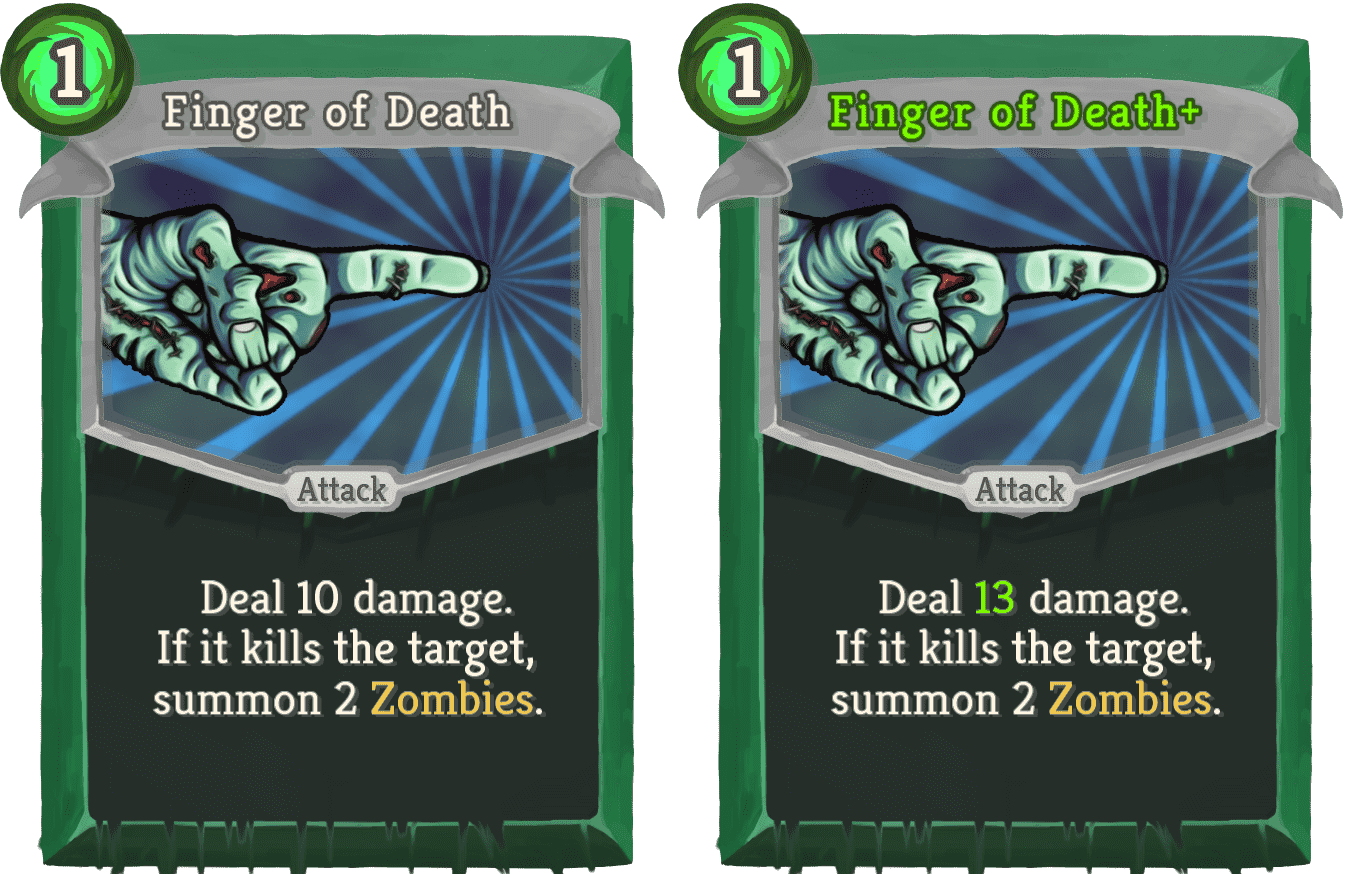 1
Finger of Death
Attack
Deal 10 damage.
If it kills the target,
summon 2 Zombies.
1
Finger of Death+
Attack
Deal 13 damage.
If it kills the target,
summon 2 Zombies.